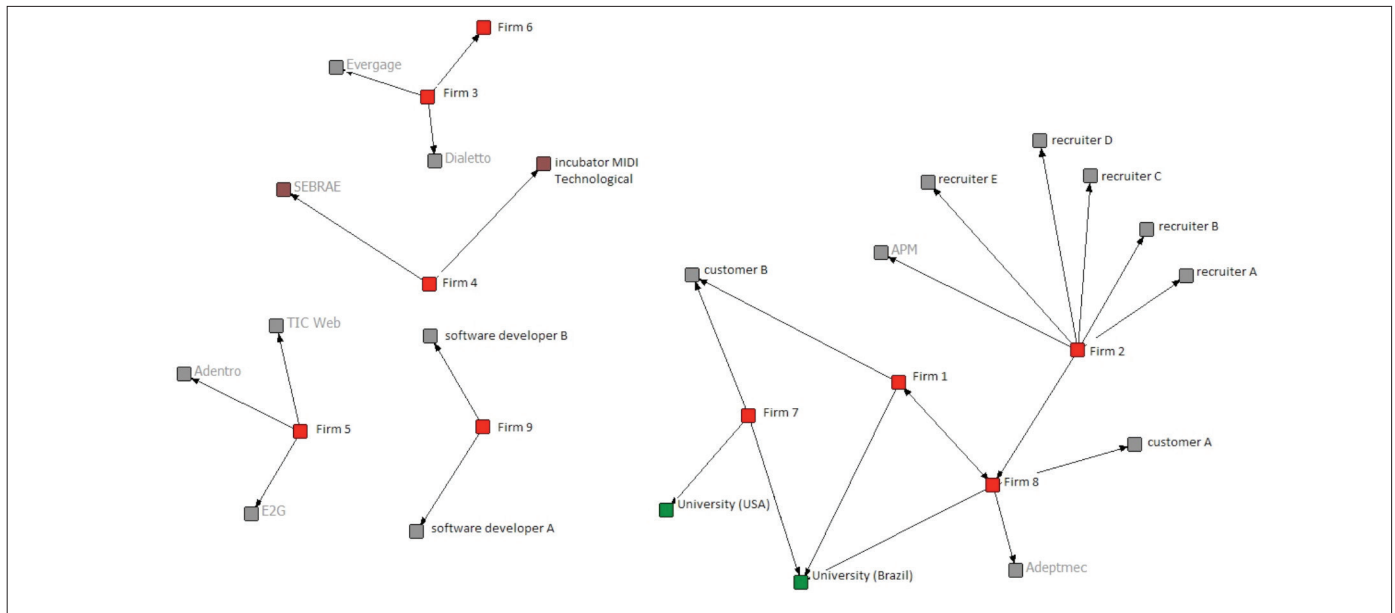 Firm 6
Evergage
Firm 3
Dialetto
incubator MIDI
Technological
SEBRAE
Firm 4
TIC Web
software developer B
Adentro
Firm 5
Firm 9
E2G
software developer A
recruiter D
recruiter E
recruiter C
recruiter B
APM
customer B
recruiter A
Firm 2
Firm 1
Firm 7
customer A
Firm 8
University (USA)
University (Brazil)
Adeptmec